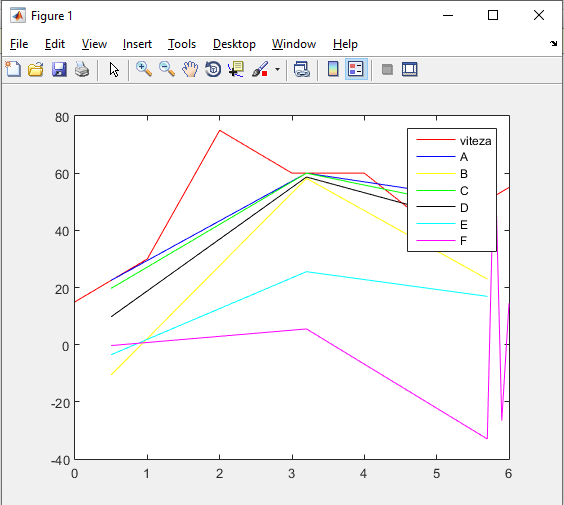 Figure 1
File Edit View Insert Tools Desktop Window Help
80
60
40
20
0
-20
-40
0 1 2 3 4 5 6
viteza
A
B
C
D
E
F